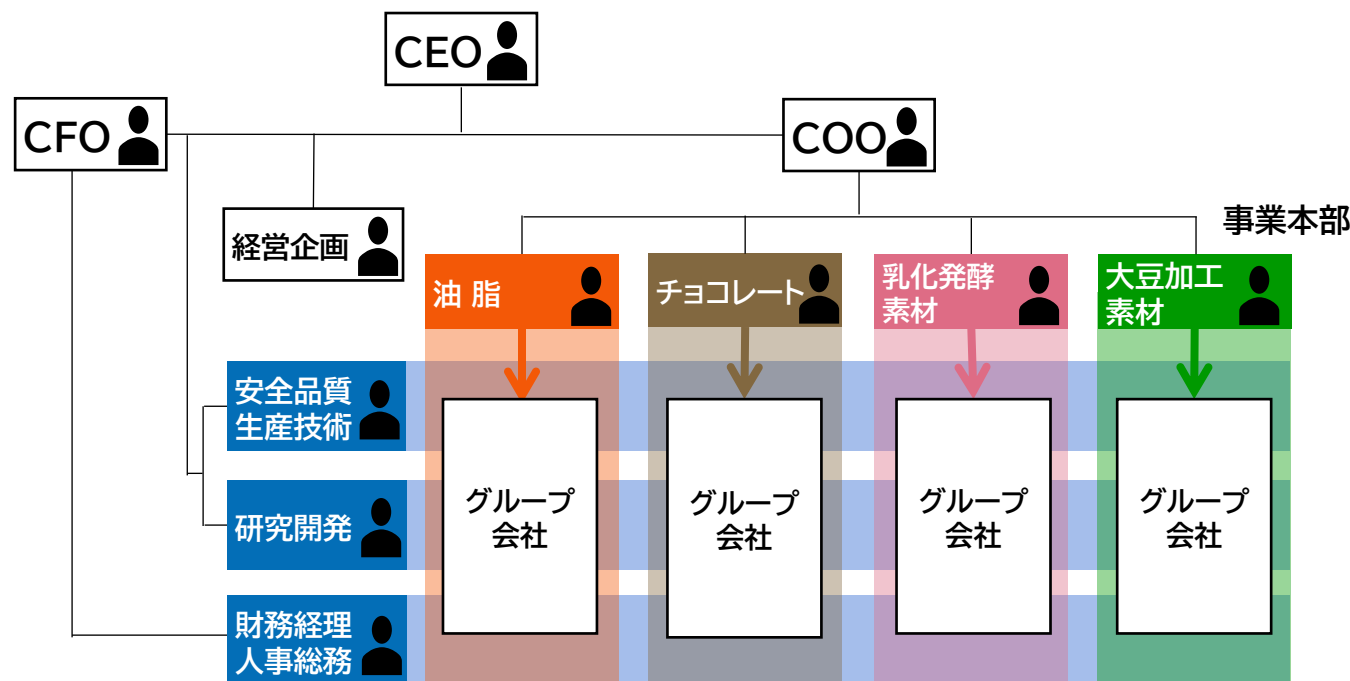 CEO
CFO
COO
経営企画
事業本部
油 脂
チョコレート
乳化発酵
素材
大豆加工
素材
安全品質
生産技術
研究開発
財務経理
人事総務
グループ
会社
グループ
会社
グループ
会社
グループ
会社